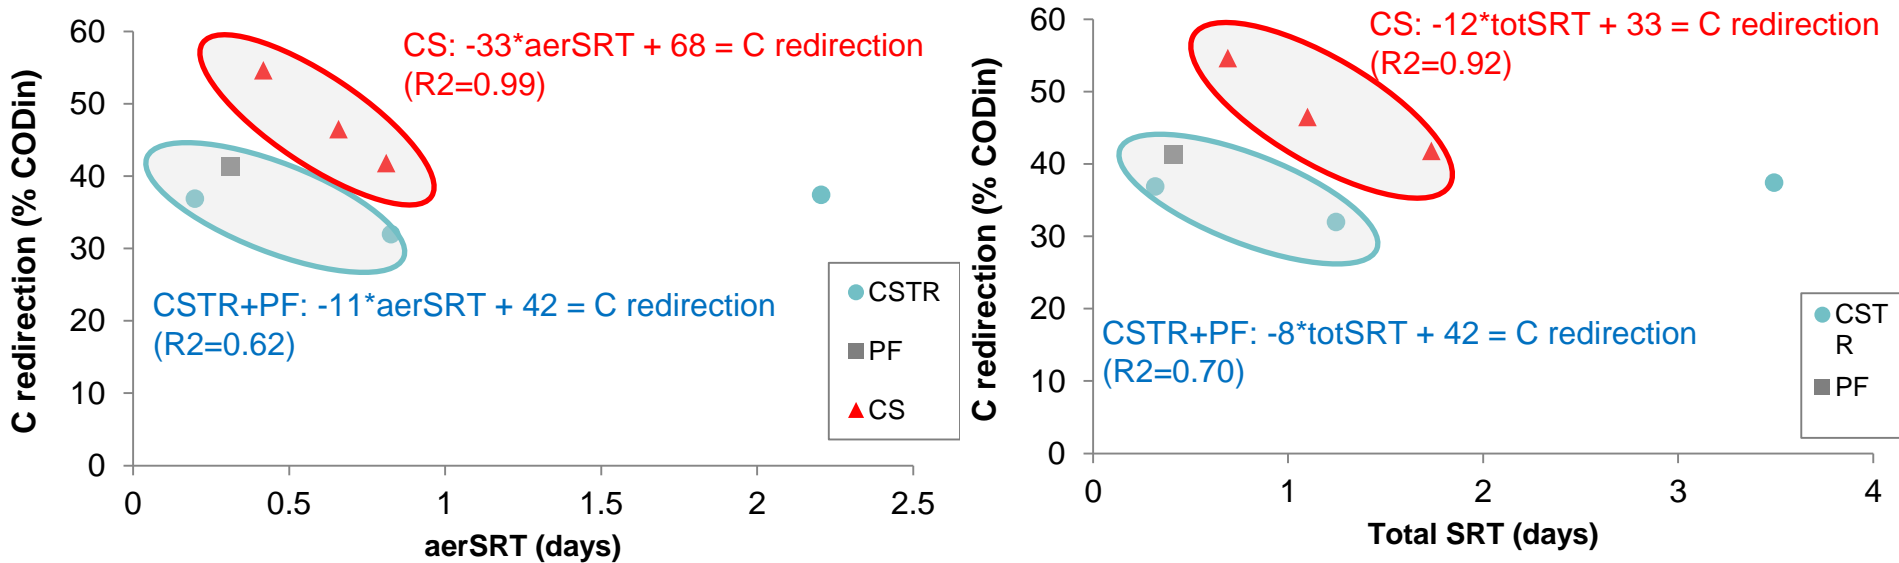 60
50
40
30
20
10
0
C redirection (% CODin)
CS: -33*aerSRT + 68 = C redirection
(R2=0.99)
CSTR+PF: -11*aerSRT + 42 = C redirection
(R2=0.62)
CSTR
PF
CS
0 0.5 1 1.5 2 2.5
aerSRT (days)
60
50
40
30
20
10
0
C redirection (% CODin)
CS: -12*totSRT + 33 = C redirection
(R2=0.92)
CSTR+PF: -8*totSRT + 42 = C redirection
(R2=0.70)
CST
R
PF
0 1 2 3 4
Total SRT (days)